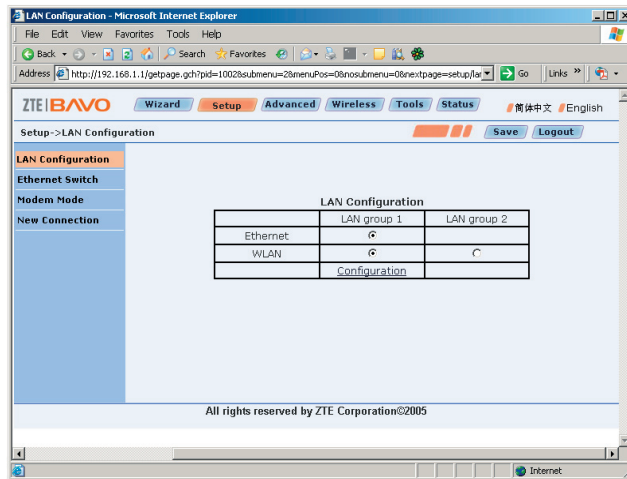 LAN Configuration - Microsoft Internet Explorer
File Edit View Favorites Tools Help
Back Search Favorites
Address http://192.168.1.1/getpage.gch?pid=1002&submenu=2&menuPos=0&nosubmenu=0&nextpage=setup/lar Go Links »
ZTE BAVO Wizard Setup Advanced Wireless Tools Status 简体中文 English
Setup->LAN Configuration Save Logout
LAN Configuration
Ethernet Switch
Modem Mode
New Connection
LAN Configuration
LAN group 1 LAN group 2
Ethernet
WLAN
Configuration
All rights reserved by ZTE Corporation©2005
Internet